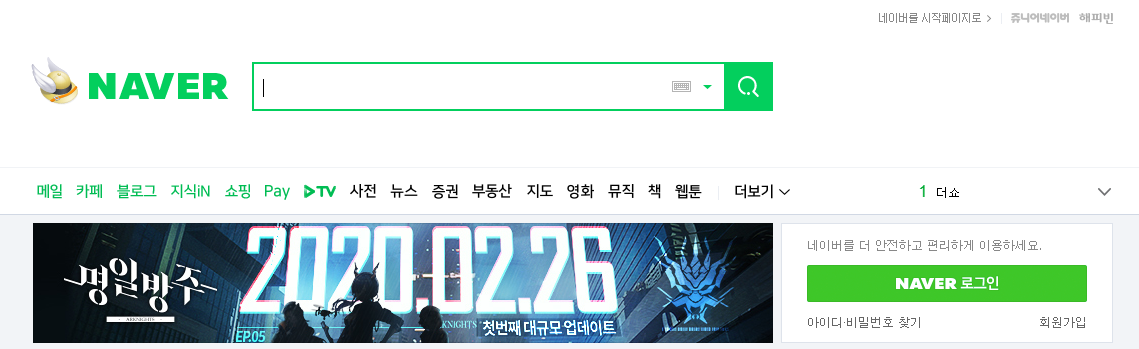 네이버를 시작페이지로 쥬니어네이버 해피빈
NAVER
메일 카페 블로그 지식iN 쇼핑 Pay TV 사전 뉴스 증권 부동산 지도 영화 뮤직 책 웹툰 더보기 1 더쇼
2020.02.26
명일방주
ARKNIGHTS
EP.05
KNIGHTS
첫번째 대규모 업데이트
네이버를 더 안전하고 편리하게 이용하세요.
NAVER 로그인
아이디·비밀번호 찾기 회원가입